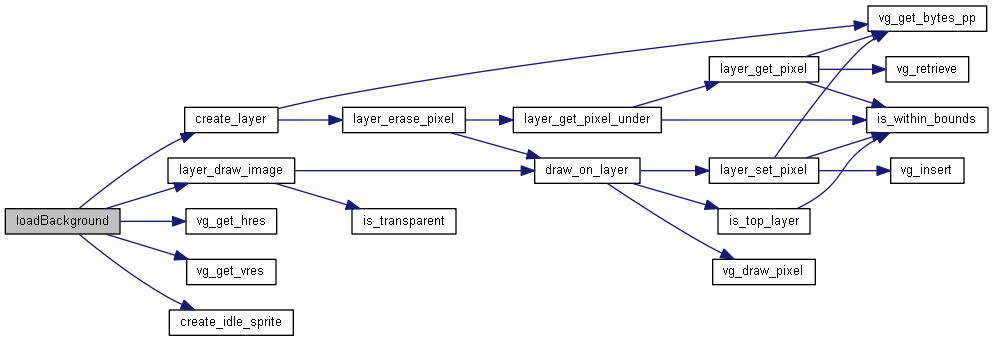 vg_get_bytes_pp
layer_get_pixel
vg_retrieve
create_layer
layer_erase_pixel
layer_get_pixel_under
is_within_bounds
layer_draw_image
draw_on_layer
layer_set_pixel
vg_insert
loadBackground
vg_get_hres
is_transparent
is_top_layer
vg_get_vres
vg_draw_pixel
create_idle_sprite